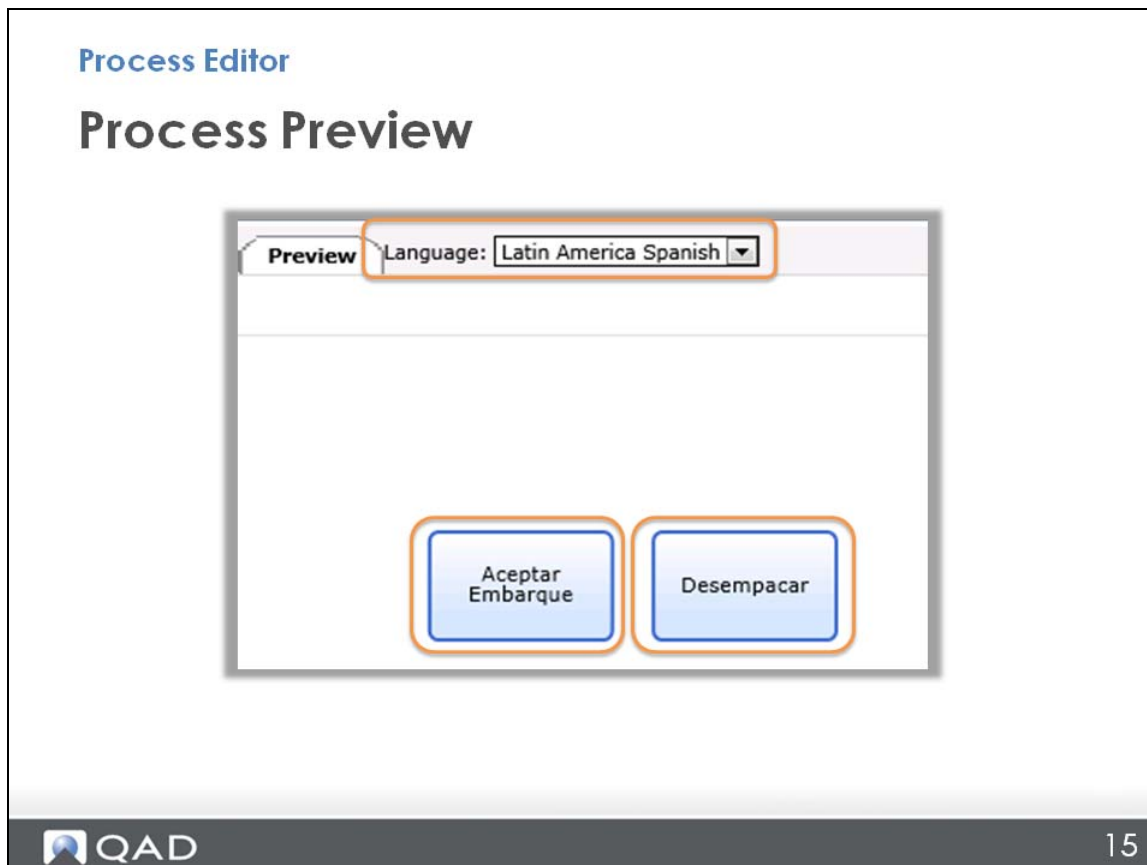 Process Editor
Process Preview
Preview Language: Latin America Spanish
Aceptar
Embarque
Desempacar
QAD
15